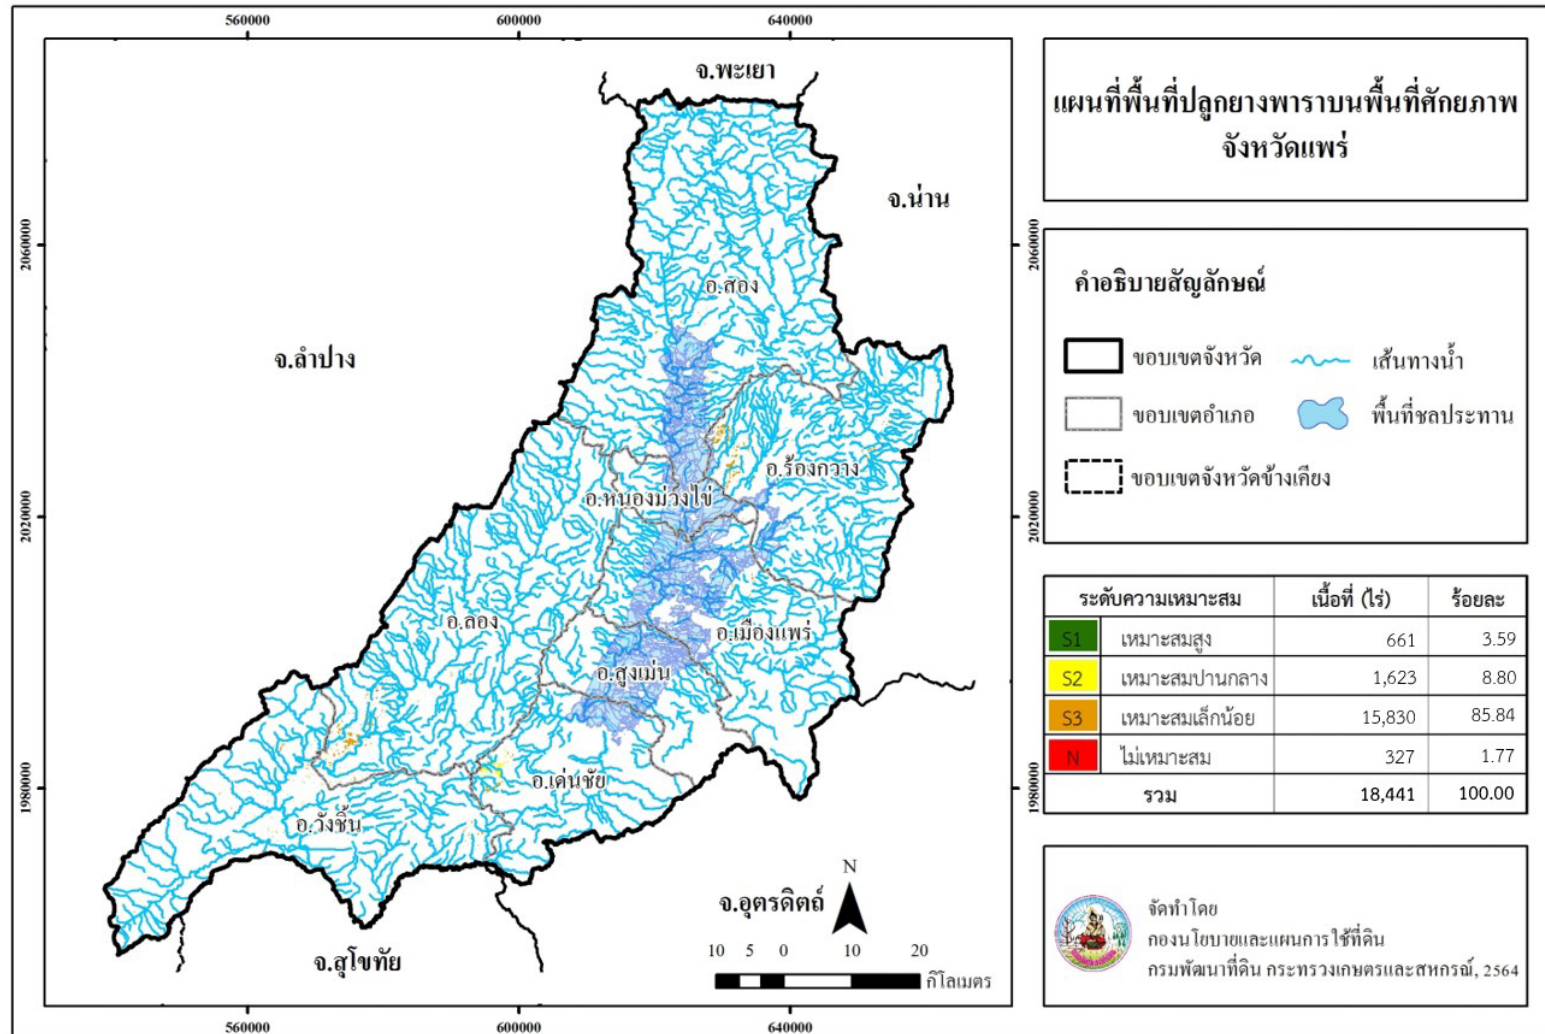 560000 600000 640000
จ.พะเยา
แผนที่พื้นที่ปลูกยางพาราบนพื้นที่ศักยภาพ
จังหวัดแพร่
จ.น่าน
2060000
2060000
คำอธิบายสัญลักษณ์
อ.สอง
จ.ลำปาง
ขอบเขตจังหวัด
เส้นทางน้ำ
ขอบเขตอำเภอ
พื้นที่ชลประทาน
ขอบเขตจังหวัดข้างเคียง
อ.ร้องกวาง
อ.หนองม่วงไข่
2020000
2020000
ระดับความเหมาะสม เนื้อที่ (ไร่) ร้อยละ
S1 เหมาะสมสูง 661 3.59
S2 เหมาะสมปานกลาง 1,623 8.80
S3 เหมาะสมเล็กน้อย 15,830 85.84
N ไม่เหมาะสม 327 1.77
รวม 18,441 100.00
อ.ลอง
อ.เมืองแพร่
อ.สูงเม่น
1980000
1980000
อ.เด่นชัย
อ.วังชิ้น
N
จ.อุตรดิตถ์
จ.สุโขทัย
10 5 0 10 20
กิโลเมตร
จัดทำโดย
กองนโยบายและแผนการใช้ที่ดิน
กรมพัฒนาที่ดิน กระทรวงเกษตรและสหกรณ์, 2564
560000 600000 640000